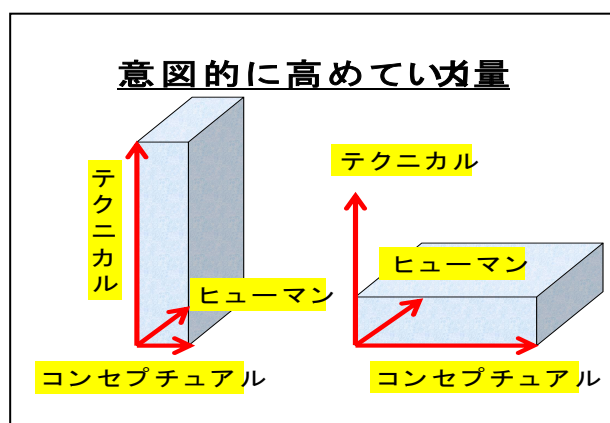 意図的に高めていく力量
テクニカル
ヒューマン
コンセプチュアル
テクニカル
ヒューマン
コンセプチュアル